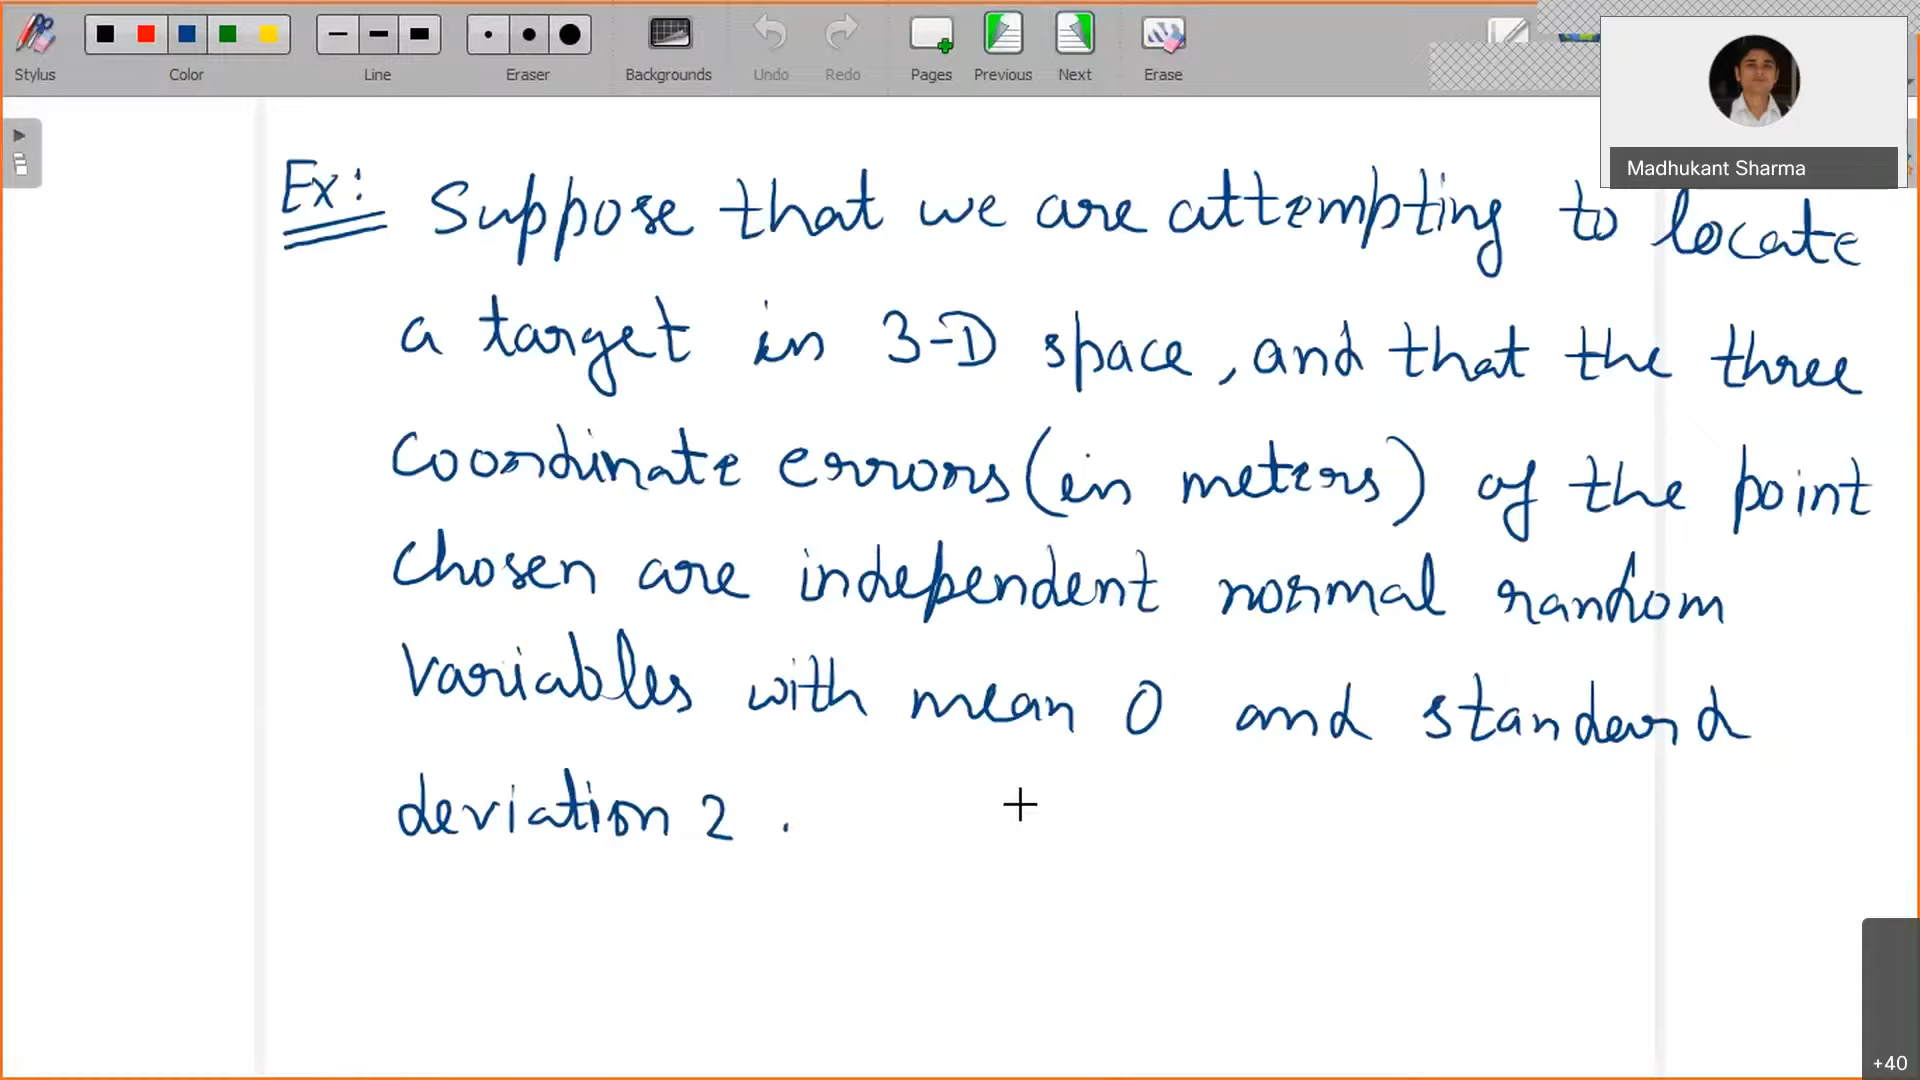 Stylus Color Line Eraser Backgrounds Undo Redo Pages Previous Next Erase
Madhukant Sharma
Ex: Suppose that we are attempting to locate
a target in 3-D space, and that the three
coordinate errors (in meters) of the point
chosen are independent normal random
variables with mean 0 and standard
deviation 2 .
+40